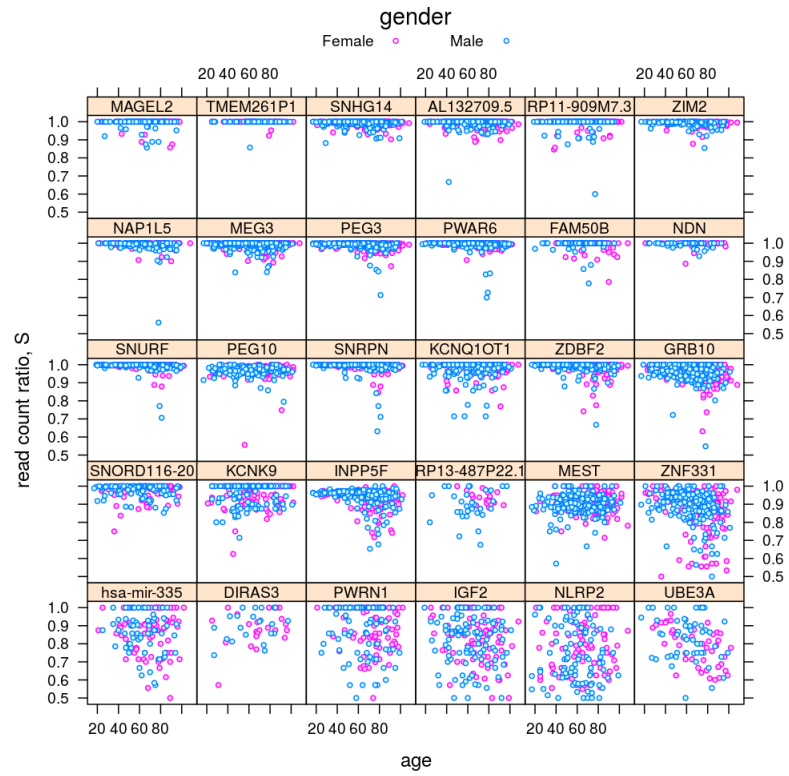 gender
Female Male
20 40 60 80 20 40 60 80 20 40 60 80
MAGEL2 TMEM261P1 SNHG14 AL132709.5 RP11-909M7.3 ZIM2
1.0
0.9
0.8
0.7
0.6
0.5
NAP1L5 MEG3 PEG3 PWAR6 FAM50B NDN
1.0
0.9
0.8
0.7
0.6
0.5
SNURF PEG10 SNRPN KCNQ1OT1 ZDBF2 GRB10
1.0
0.9
0.8
0.7
0.6
0.5
SNORD116-20 KCNK9 INPP5F RP13-487P22.1 MEST ZNF331
1.0
0.9
0.8
0.7
0.6
0.5
hsa-mir-335 DIRAS3 PWRN1 IGF2 NLRP2 UBE3A
1.0
0.9
0.8
0.7
0.6
0.5
20 40 60 80 20 40 60 80 20 40 60 80
age
read count ratio, S